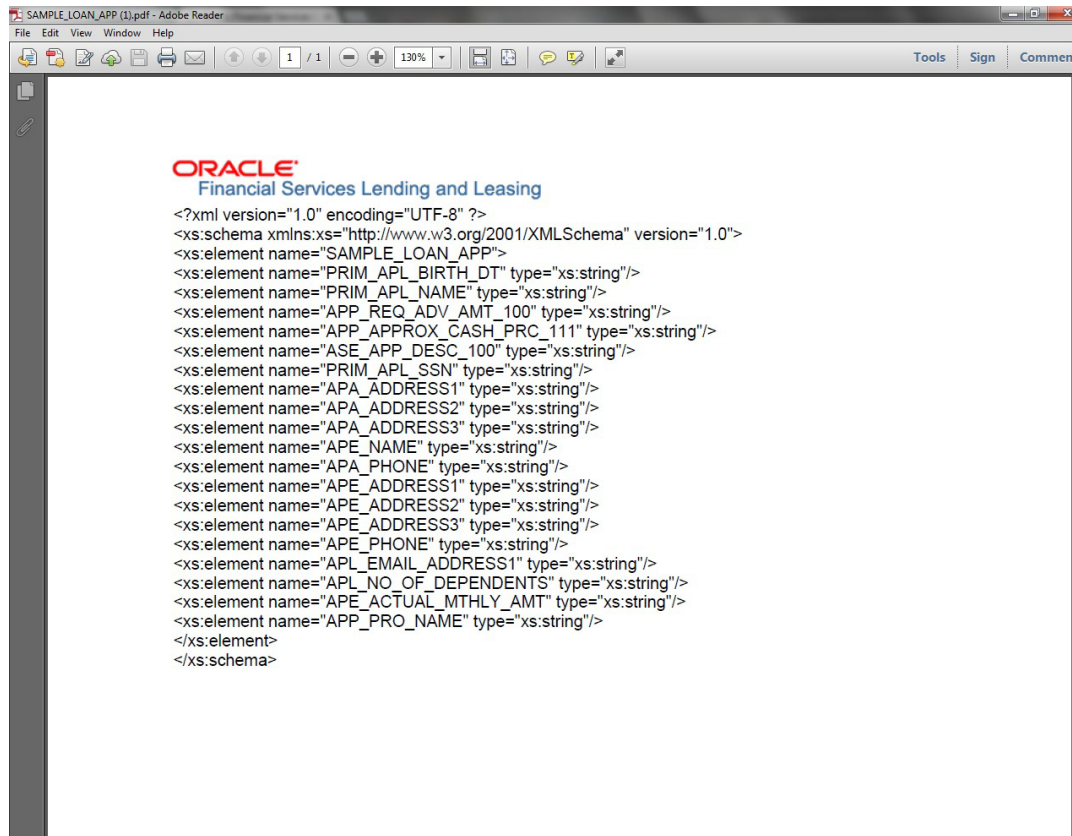 SAMPLE_LOAN_APP (1).pdf - Adobe Reader
File Edit View Window Help
1 / 1 130% Tools Sign Commen
ORACLE
Financial Services Lending and Leasing
<?xml version="1.0" encoding="UTF-8" ?>
<xs:schema xmlns:xs="http://www.w3.org/2001/XMLSchema" version="1.0">
<xs:element name="SAMPLE_LOAN_APP">
<xs:element name="PRIM_APL_BIRTH_DT" type="xs:string"/>
<xs:element name="PRIM_APL_NAME" type="xs:string"/>
<xs:element name="APP_REQ_ADV_AMT_100" type="xs:string"/>
<xs:element name="APP_APPROX_CASH_PRC_111" type="xs:string"/>
<xs:element name="ASE_APP_DESC_100" type="xs:string"/>
<xs:element name="PRIM_APL_SSN" type="xs:string"/>
<xs:element name="APA_ADDRESS1" type="xs:string"/>
<xs:element name="APA_ADDRESS2" type="xs:string"/>
<xs:element name="APA_ADDRESS3" type="xs:string"/>
<xs:element name="APE_NAME" type="xs:string"/>
<xs:element name="APA_PHONE" type="xs:string"/>
<xs:element name="APE_ADDRESS1" type="xs:string"/>
<xs:element name="APE_ADDRESS2" type="xs:string"/>
<xs:element name="APE_ADDRESS3" type="xs:string"/>
<xs:element name="APE_PHONE" type="xs:string"/>
<xs:element name="APL_EMAIL_ADDRESS1" type="xs:string"/>
<xs:element name="APL_NO_OF_DEPENDENTS" type="xs:string"/>
<xs:element name="APE_ACTUAL_MTHLY_AMT" type="xs:string"/>
<xs:element name="APP_PRO_NAME" type="xs:string"/>
</xs:element>
</xs:schema>